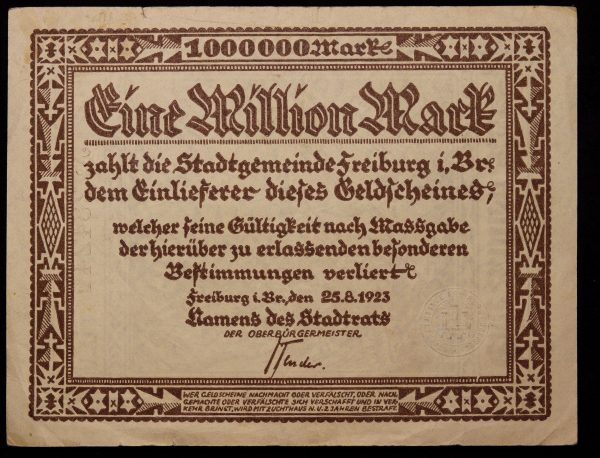 1000000 Mark
Eine Million Mark
zahlt die Stadtgemeinde Freiburg i, Br.
dem Einlieferer dieses Geldscheines,
welcher seine Gültigkeit nach Massgabe
der hierüber zu erlassenden besonderen
Bestimmungen verliert.
Freiburg i. Br., den 25.8.1923
Namens des Stadtrats
DER OBERBÜRGERMEISTER
WER GELDSCHEINE NACHMACHT ODER VERFÄLSCHT, ODER NACH,
GEMACHTE ODER VERFÄLSCHTE SICH VERSCHAFFT UND IN VER-
KEHR BRINGT, WIRD MIT ZUCHTHAUS N. U. 2 JAHREN BESTRAFT.